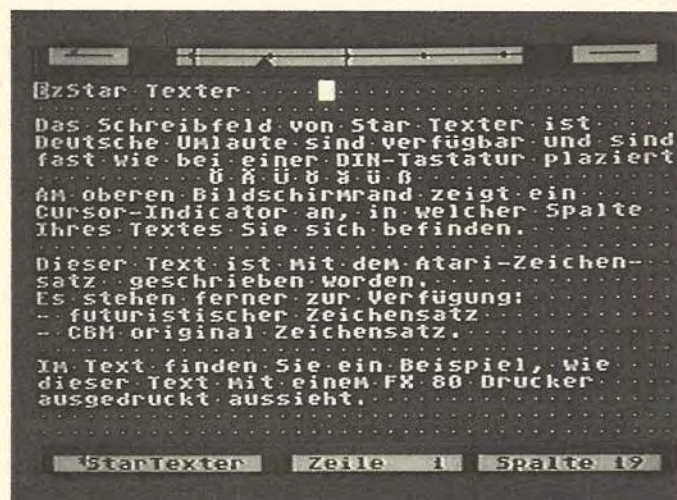 EzStar Texter
Das Schreibfeld von Star Texter ist
Deutsche Umlaute sind verfügbar und sind
fast wie bei einer DIN-Tastatur plaziert
Ö Ä Ü ö ä ü ß
Am oberen Bildschirmrand zeigt ein
Cursor-Indicator an, in welcher Spalte
Ihres Textes Sie sich befinden.
Dieser Text ist mit dem Atari-Zeichen-
satz geschrieben worden.
Es stehen ferner zur Verfügung:
- futuristischer Zeichensatz
- CBM original Zeichensatz.
Im Text finden Sie ein Beispiel, wie
dieser Text mit einem FX 80 Drucker
ausgedruckt aussieht.
*StarTexter Zeile 1 Spalte 19